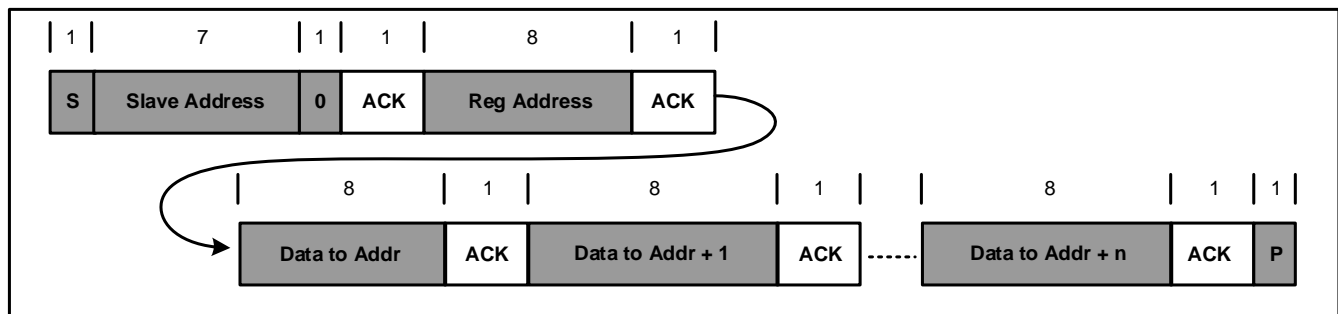 1 7 1 1 8 1
S Slave Address 0 ACK Reg Address ACK
8 1 8 1 8 1 1
Data to Addr ACK Data to Addr + 1 ACK Data to Addr + n ACK P